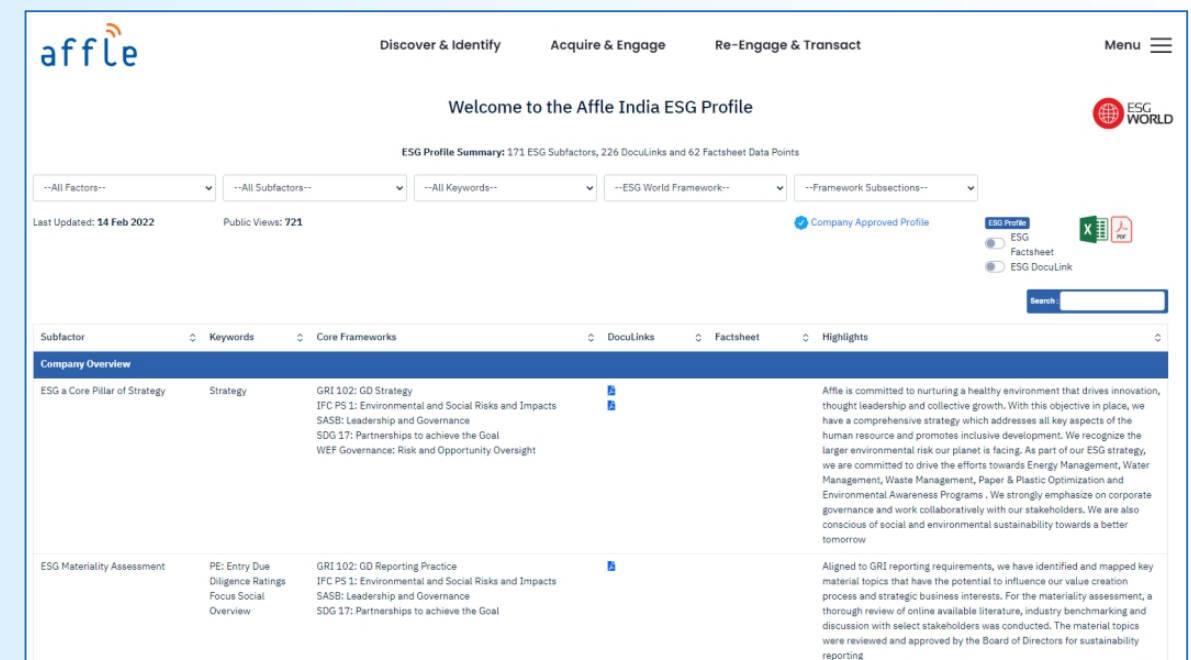 affle
Discover & Identify Acquire & Engage Re-Engage & Transact Menu
Welcome to the Affle India ESG Profile
ESG WORLD
ESG Profile Summary: 171 ESG Subfactors, 226 DocuLinks and 62 Factsheet Data Points
--All Factors-- --All Subfactors-- --All Keywords-- --ESG World Framework-- --Framework Subsections--
Last Updated: 14 Feb 2022 Public Views: 721 Company Approved Profile ESG Profile
ESG
Factsheet
ESG DocuLink
X PDF
Search :
Subfactor Keywords Core Frameworks DocuLinks Factsheet Highlights
Company Overview
ESG a Core Pillar of Strategy
Strategy
GRI 102: GD Strategy
IFC PS 1: Environmental and Social Risks and Impacts
SASB: Leadership and Governance
SDG 17: Partnerships to achieve the Goal
WEF Governance: Risk and Opportunity Oversight
Affle is committed to nurturing a healthy environment that drives innovation,
thought leadership and collective growth. With this objective in place, we
have a comprehensive strategy which addresses all key aspects of the
human resource and promotes inclusive development. We recognize the
larger environmental risk our planet is facing. As part of our ESG strategy,
we are committed to drive the efforts towards Energy Management, Water
Management, Waste Management, Paper & Plastic Optimization and
Environmental Awareness Programs . We strongly emphasize on corporate
governance and work collaboratively with our stakeholders. We are also
conscious of social and environmental sustainability towards a better
tomorrow
ESG Materiality Assessment
PE: Entry Due
Diligence Ratings
Focus Social
Overview
GRI 102: GD Reporting Practice
IFC PS 1: Environmental and Social Risks and Impacts
SASB: Leadership and Governance
SDG 17: Partnerships to achieve the Goal
Aligned to GRI reporting requirements, we have identified and mapped key
material topics that have the potential to influence our value creation
process and strategic business interests. For the materiality assessment, a
thorough review of online available literature, industry benchmarking and
discussion with select stakeholders was conducted. The material topics
were reviewed and approved by the Board of Directors for sustainability
reporting